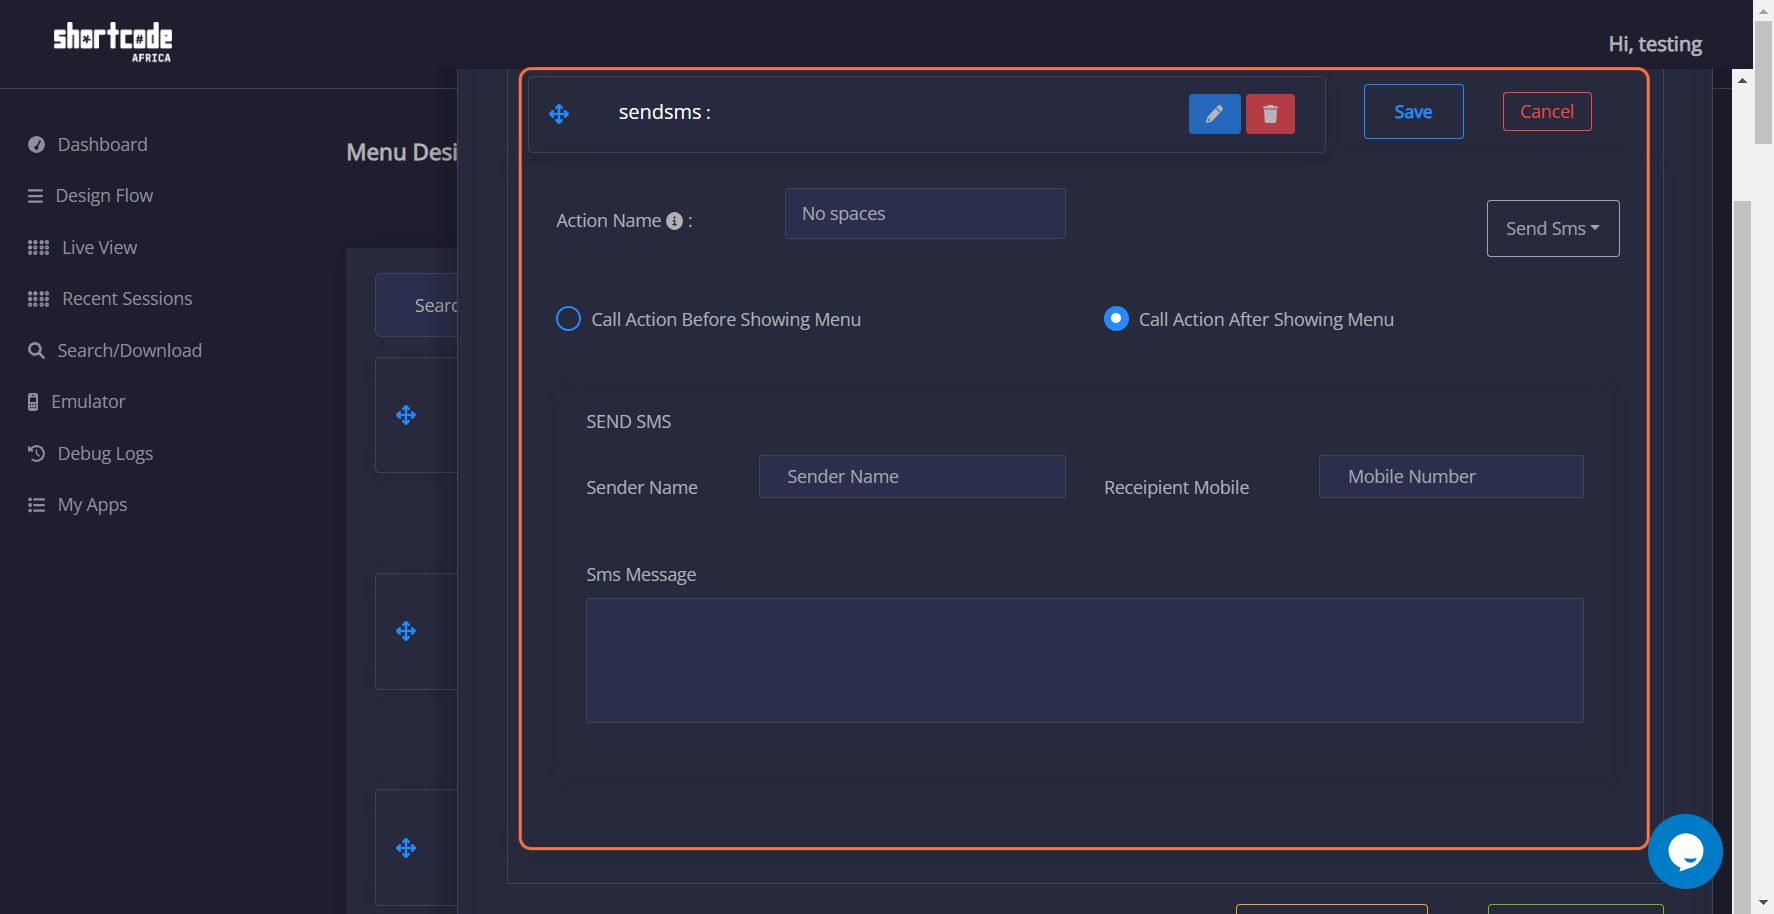 shortcode
AFRICA
Hi, testing
Dashboard
Design Flow
Live View
Recent Sessions
Search/Download
Emulator
Debug Logs
My Apps
Menu Desi
Searc
sendsms :
Save
Cancel
Action Name :
No spaces
Send Sms
Call Action Before Showing Menu
Call Action After Showing Menu
SEND SMS
Sender Name
Sender Name
Receipient Mobile
Mobile Number
Sms Message